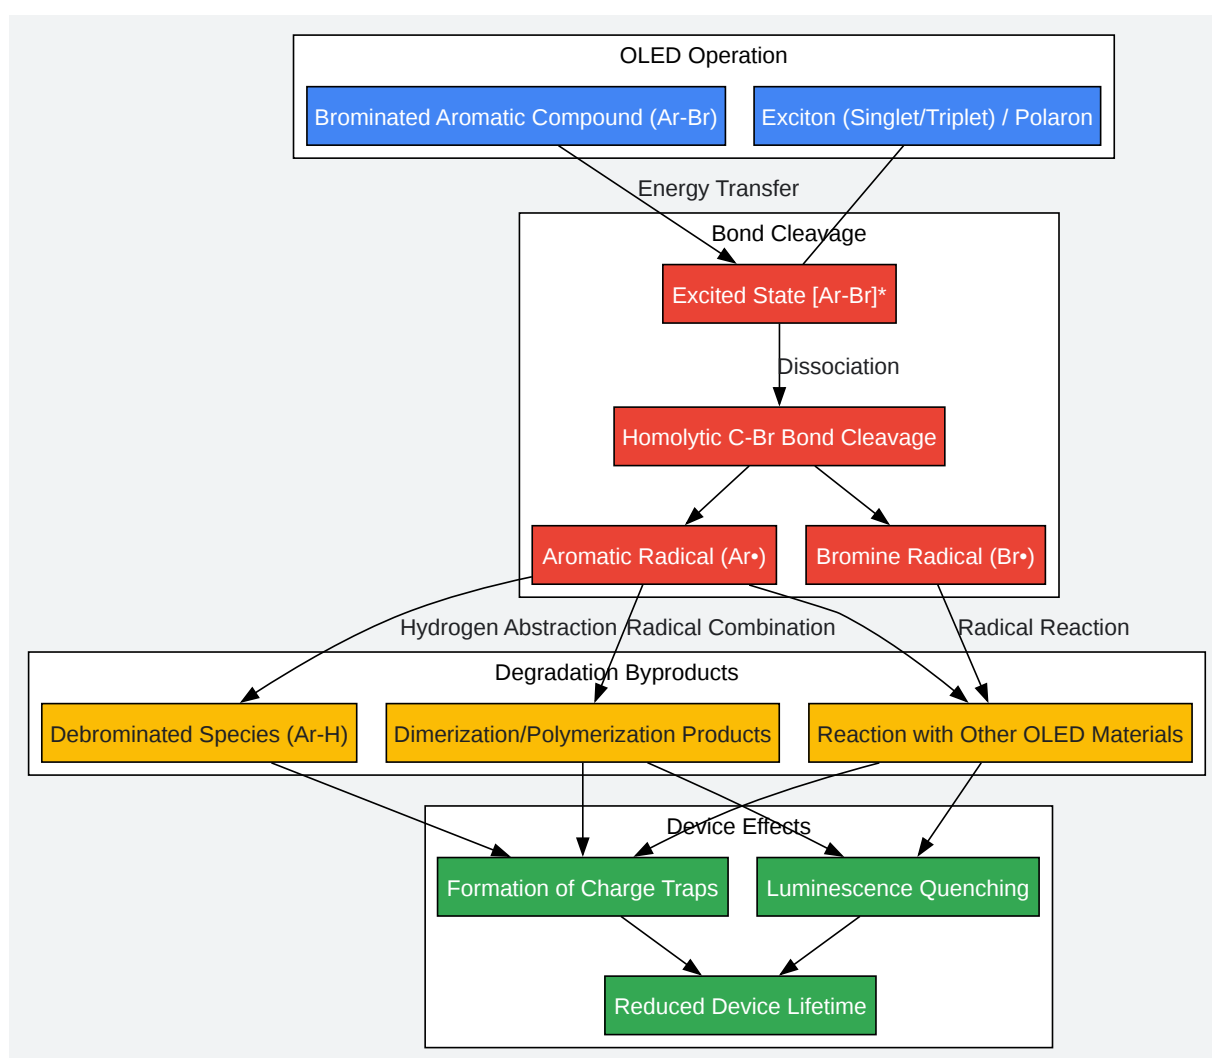 OLED Operation
Brominated Aromatic Compound (Ar-Br)
Exciton (Singlet/Triplet) / Polaron
Energy Transfer
Bond Cleavage
Excited State [Ar-Br]*
Dissociation
Homolytic C-Br Bond Cleavage
Aromatic Radical (Ar•)
Bromine Radical (Br•)
Hydrogen Abstraction
Radical Combination
Radical Reaction
Degradation Byproducts
Debrominated Species (Ar-H)
Dimerization/Polymerization Products
Reaction with Other OLED Materials
Device Effects
Formation of Charge Traps
Luminescence Quenching
Reduced Device Lifetime